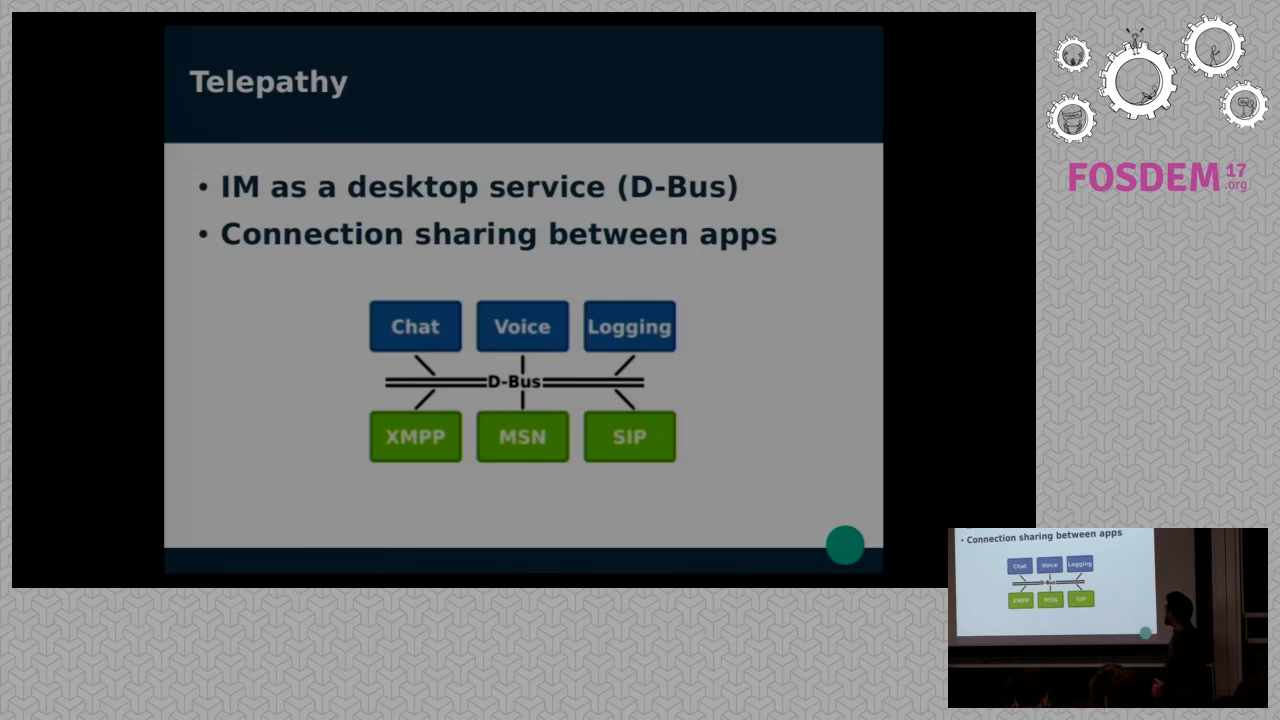 Telepathy
• IM as a desktop service (D-Bus)
• Connection sharing between apps
Chat Voice Logging
D-Bus
XMPP MSN SIP
FOSDEM 17 .org
• Connection sharing between apps
Chat Voice Logging
D-Bus
XMPP MSN SIP